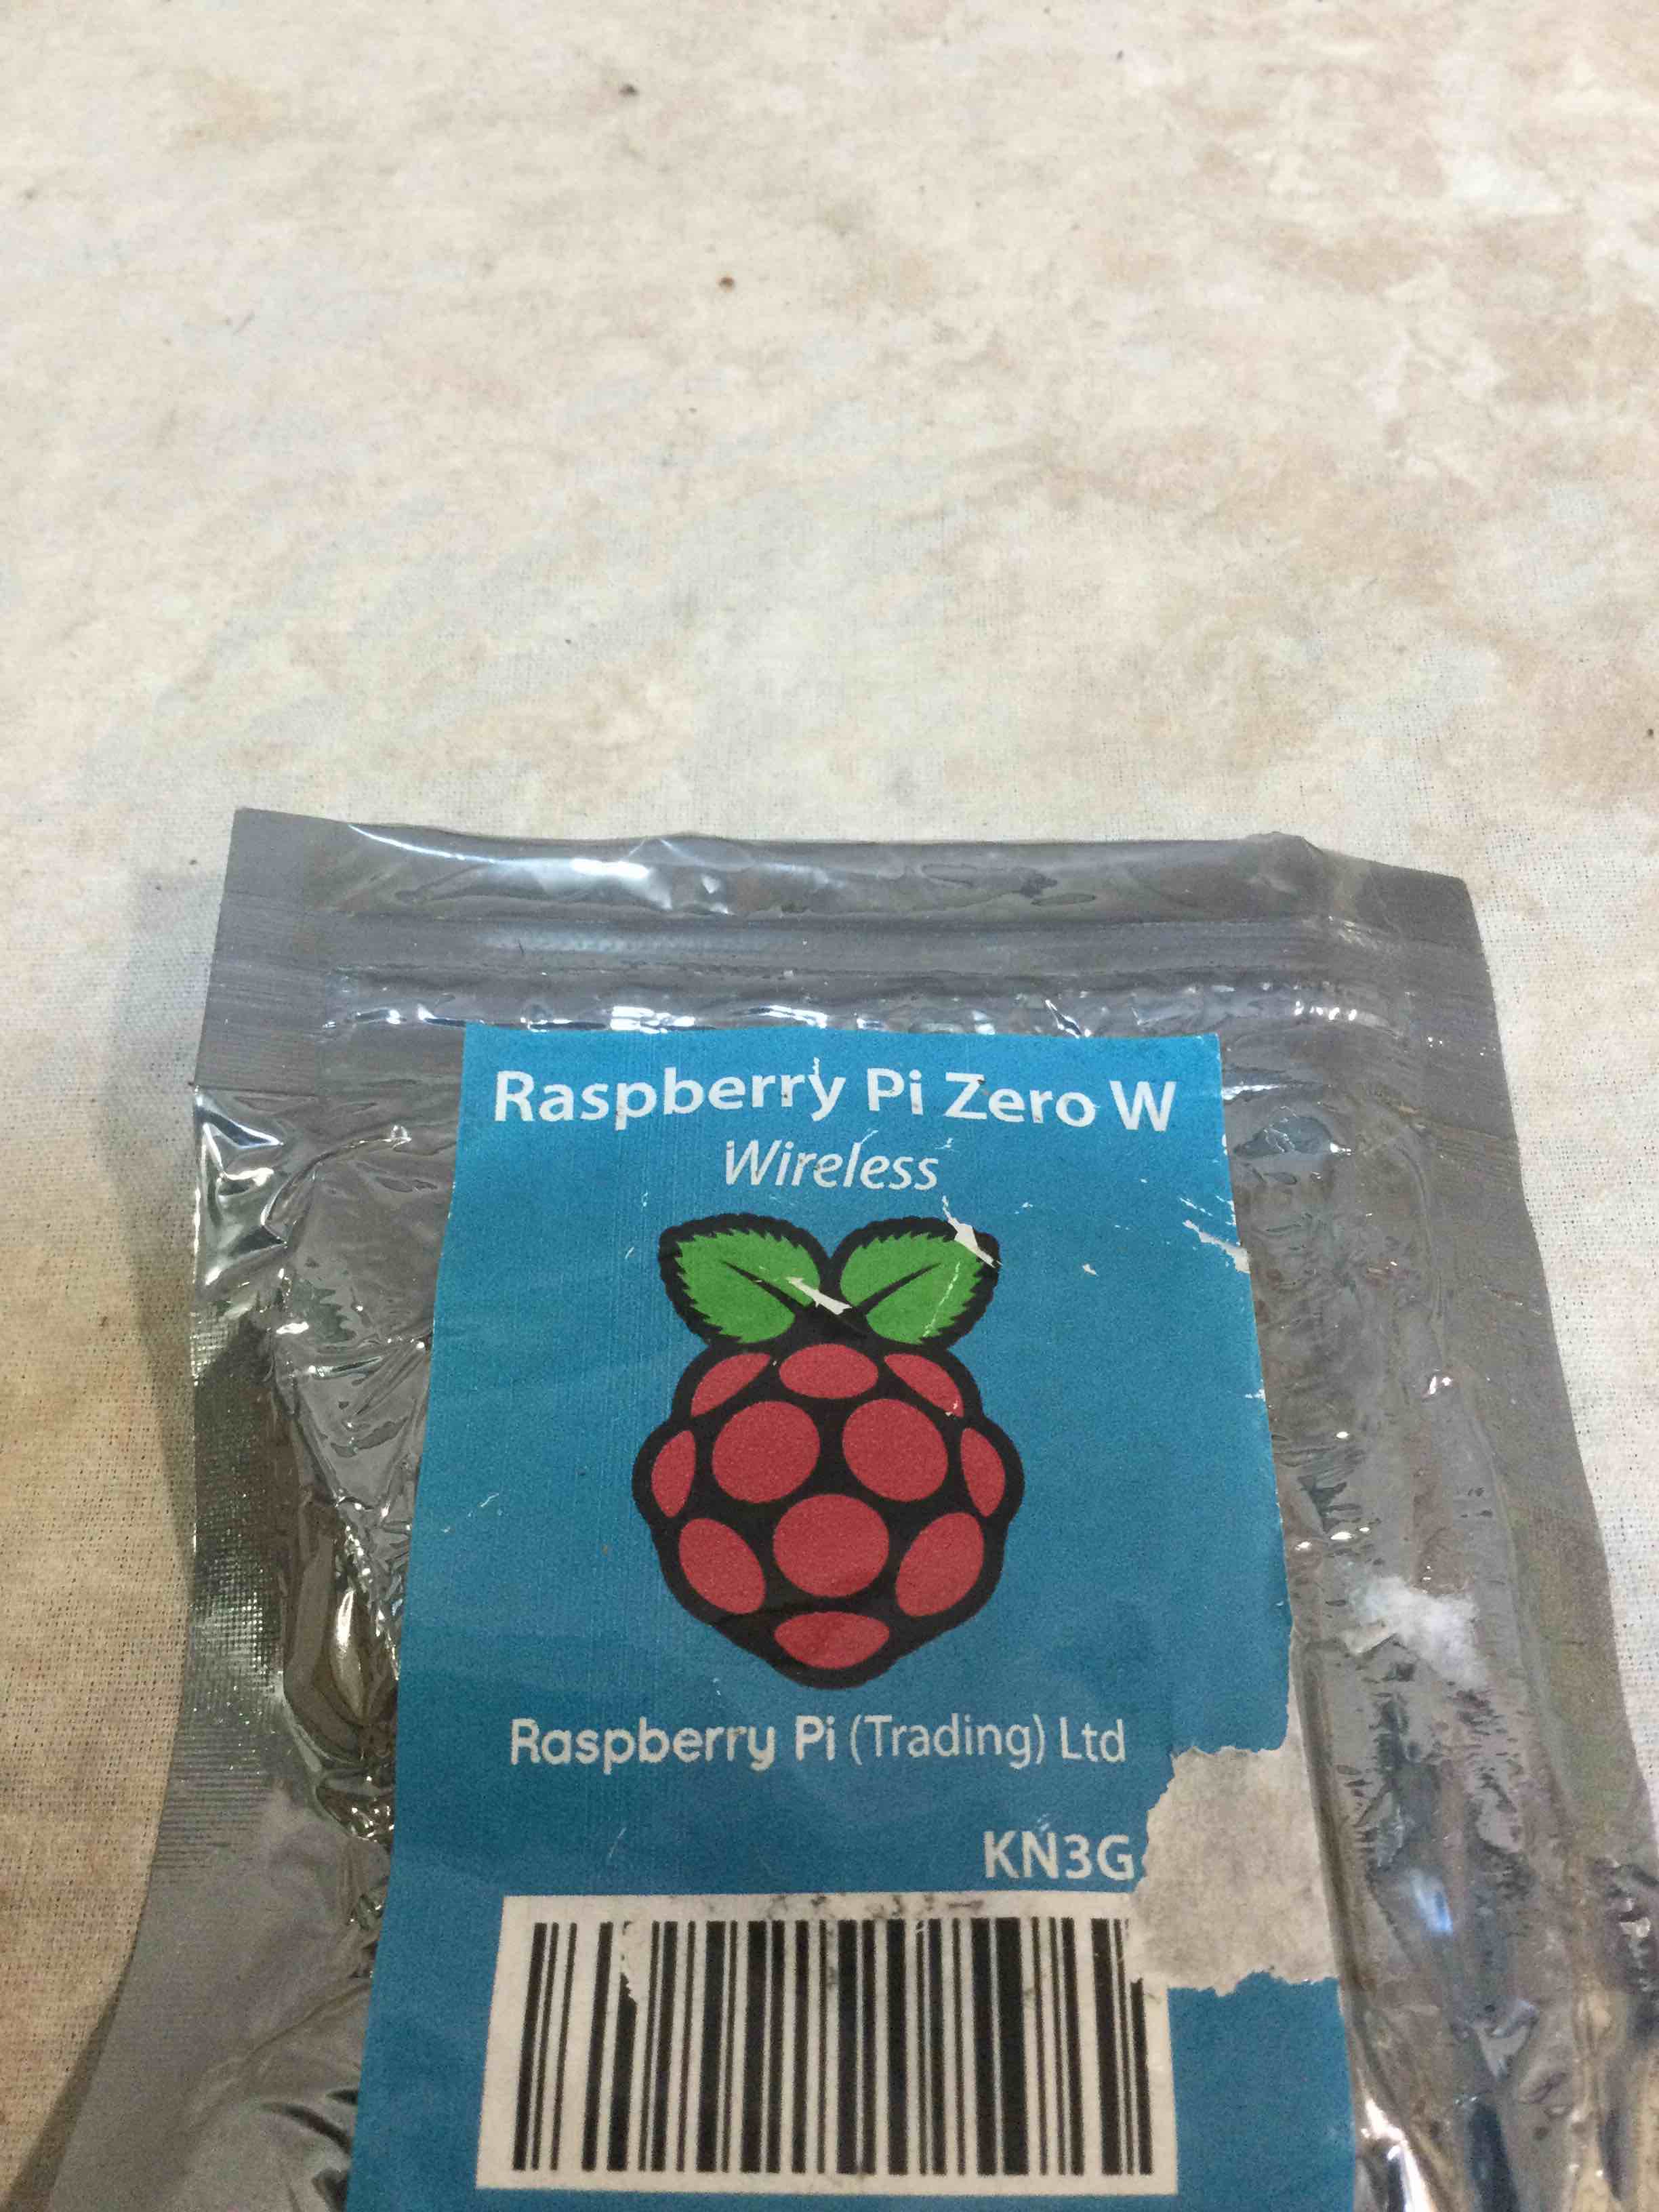 Raspberry Pi Zero W
Wireless
Raspberry Pi (Trading) Ltd
KN3G